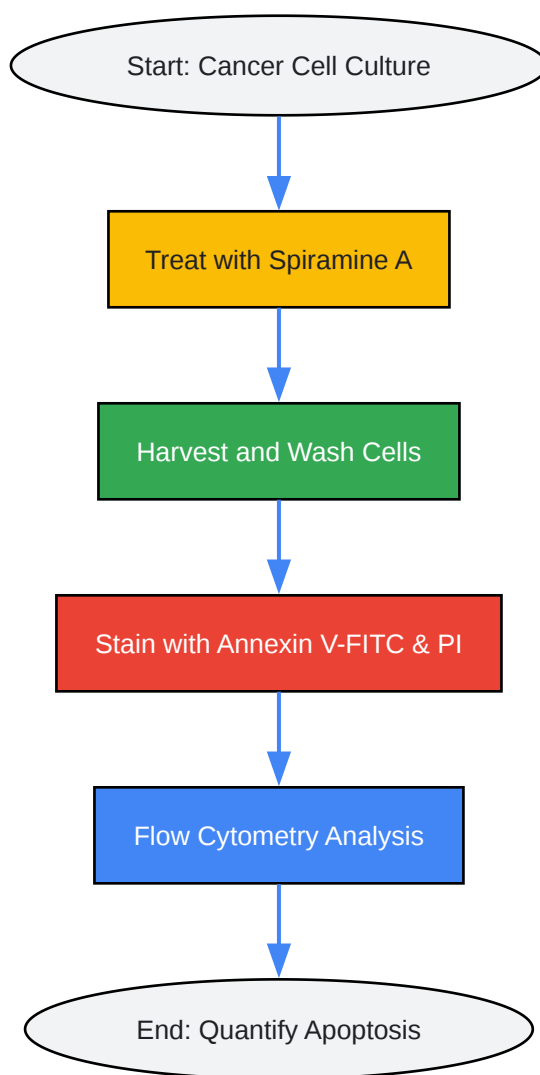 Start: Cancer Cell Culture
Treat with Spiramine A
Harvest and Wash Cells
Stain with Annexin V-FITC & PI
Flow Cytometry Analysis
End: Quantify Apoptosis